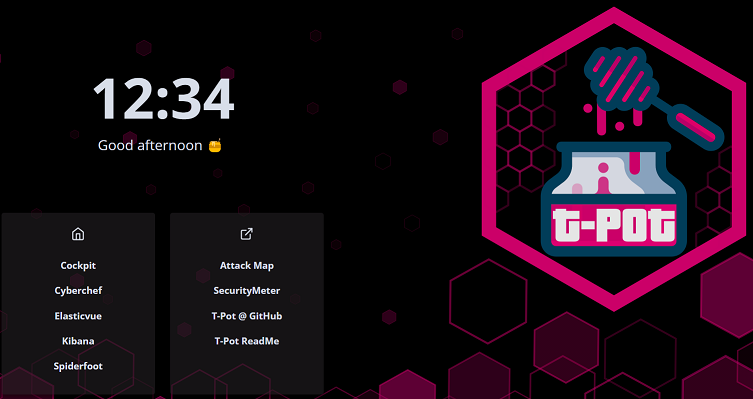 12:34
Good afternoon
Cockpit
Cyberchef
Elasticvue
Kibana
Spiderfoot
Attack Map
SecurityMeter
T-Pot @ GitHub
T-Pot ReadMe
t-pot